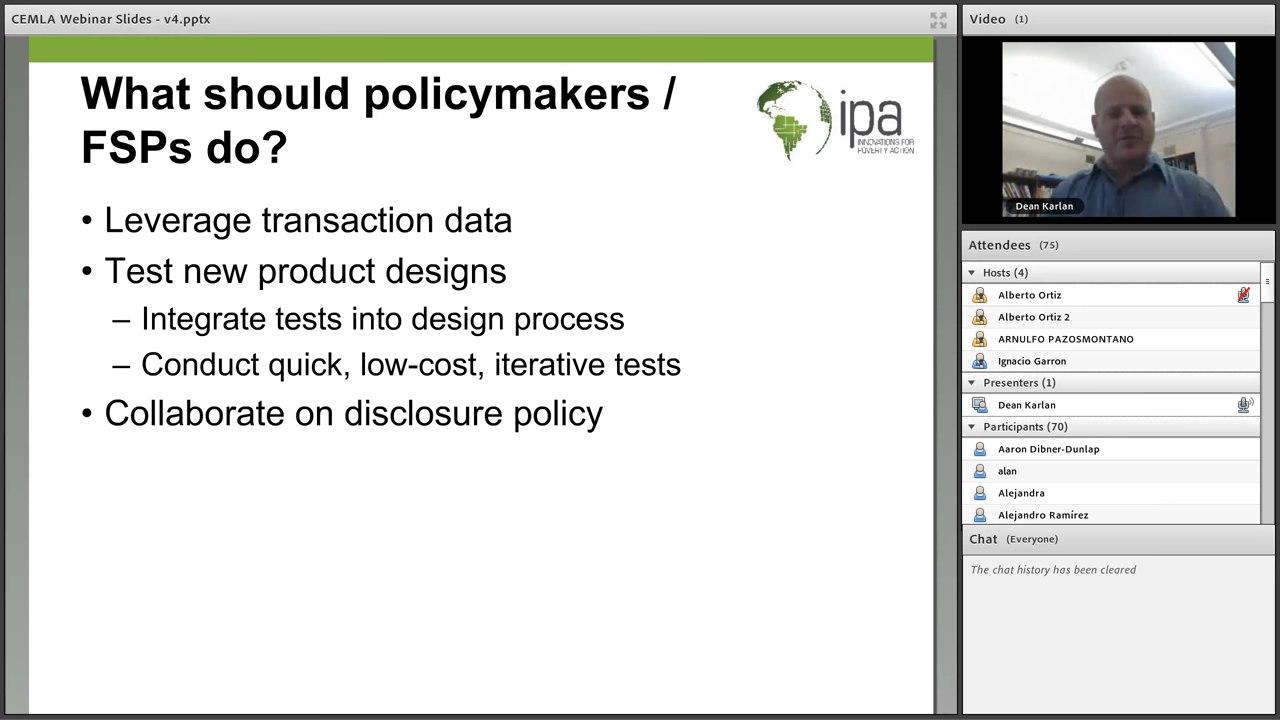 CEMLA Webinar Slides - v4.pptx
What should policymakers /
FSPs do?
ipa
INNOVATIONS FOR
POVERTY ACTION
• Leverage transaction data
• Test new product designs
– Integrate tests into design process
– Conduct quick, low-cost, iterative tests
• Collaborate on disclosure policy
Video (1)
Dean Karlan
Attendees (75)
Hosts (4)
Alberto Ortiz
Alberto Ortiz 2
ARNULFO PAZOSMONTANO
Ignacio Garron
Presenters (1)
Dean Karlan
Participants (70)
Aaron Dibner-Dunlap
alan
Alejandra
Alejandro Ramírez
Chat (Everyone)
The chat history has been cleared